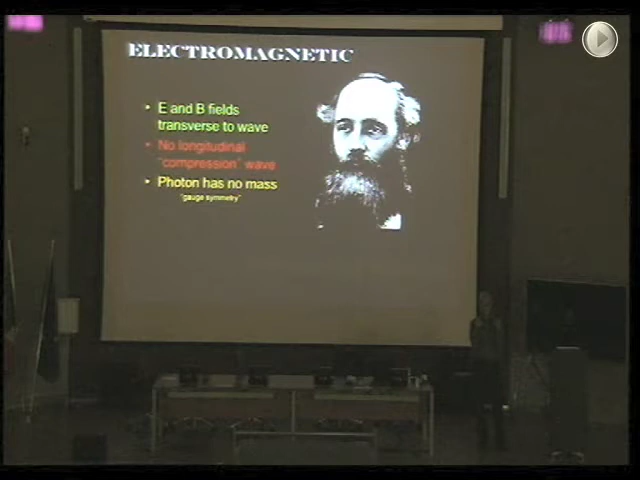 ELECTROMAGNETIC
• E and B fields
transverse to wave
• No longitudinal
"compression" wave
• Photon has no mass
"gauge symmetry"